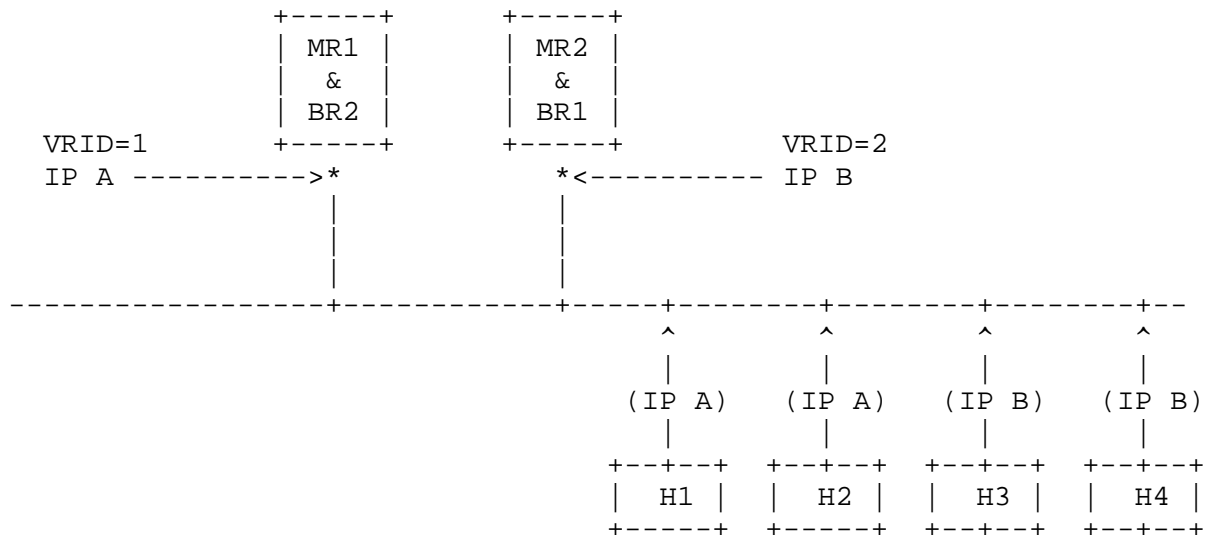 MR1 MR2
& &
BR2 BR1
VRID=1 VRID=2
IP A IP B
(IP A) (IP A) (IP B) (IP B)
H1 H2 H3 H4